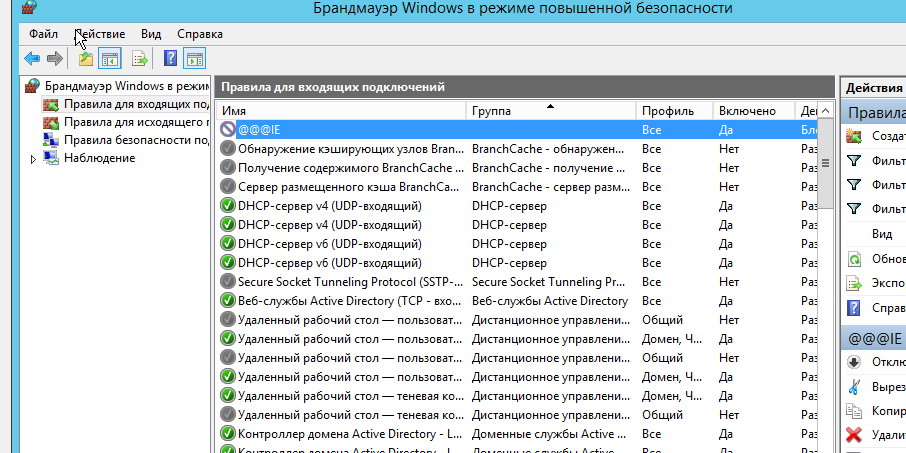 Брандмауэр Windows в режиме повышенной безопасности
Файл Действие Вид Справка
Брандмауэр Windows в режи
Правила для входящих по
Правила для исходящего
Правила безопасности по
Наблюдение
Правила для входящих подключений
Имя Группа Профиль Включено Де
@@@IE Все Да Бл
Обнаружение кэширующих узлов Bran... BranchCache - обнаружен... Все Нет Раз
Получение содержимого BranchCache ... BranchCache - получение ... Все Нет Раз
Сервер размещенного кэша BranchCa... BranchCache - сервер разм... Все Нет Раз
DHCP-сервер v4 (UDP-входящий) DHCP-сервер Все Да Раз
DHCP-сервер v4 (UDP-входящий) DHCP-сервер Все Да Раз
DHCP-сервер v6 (UDP-входящий) DHCP-сервер Все Да Раз
DHCP-сервер v6 (UDP-входящий) DHCP-сервер Все Да Раз
Secure Socket Tunneling Protocol (SSTP-... Secure Socket Tunneling Pr... Все Нет Раз
Веб-службы Active Directory (TCP - вхо... Веб-службы Active Directory Все Да Раз
Удаленный рабочий стол — пользоват... Дистанционное управлени... Общий Нет Раз
Удаленный рабочий стол — пользоват... Дистанционное управлени... Домен, Ч... Да Раз
Удаленный рабочий стол — пользоват... Дистанционное управлени... Общий Нет Раз
Удаленный рабочий стол — пользоват... Дистанционное управлени... Домен, Ч... Да Раз
Удаленный рабочий стол — теневая ко... Дистанционное управлени... Домен, Ч... Да Раз
Удаленный рабочий стол — теневая ко... Дистанционное управлени... Общий Нет Раз
Контроллер домена Active Directory - L... Доменные службы Active ... Все Да Раз
Действия
Правила
Создат
Фильт
Фильт
Фильт
Вид
Обнов
Экспо
Справ
@@@IE
Отклю
Вырез
Копир
Удали